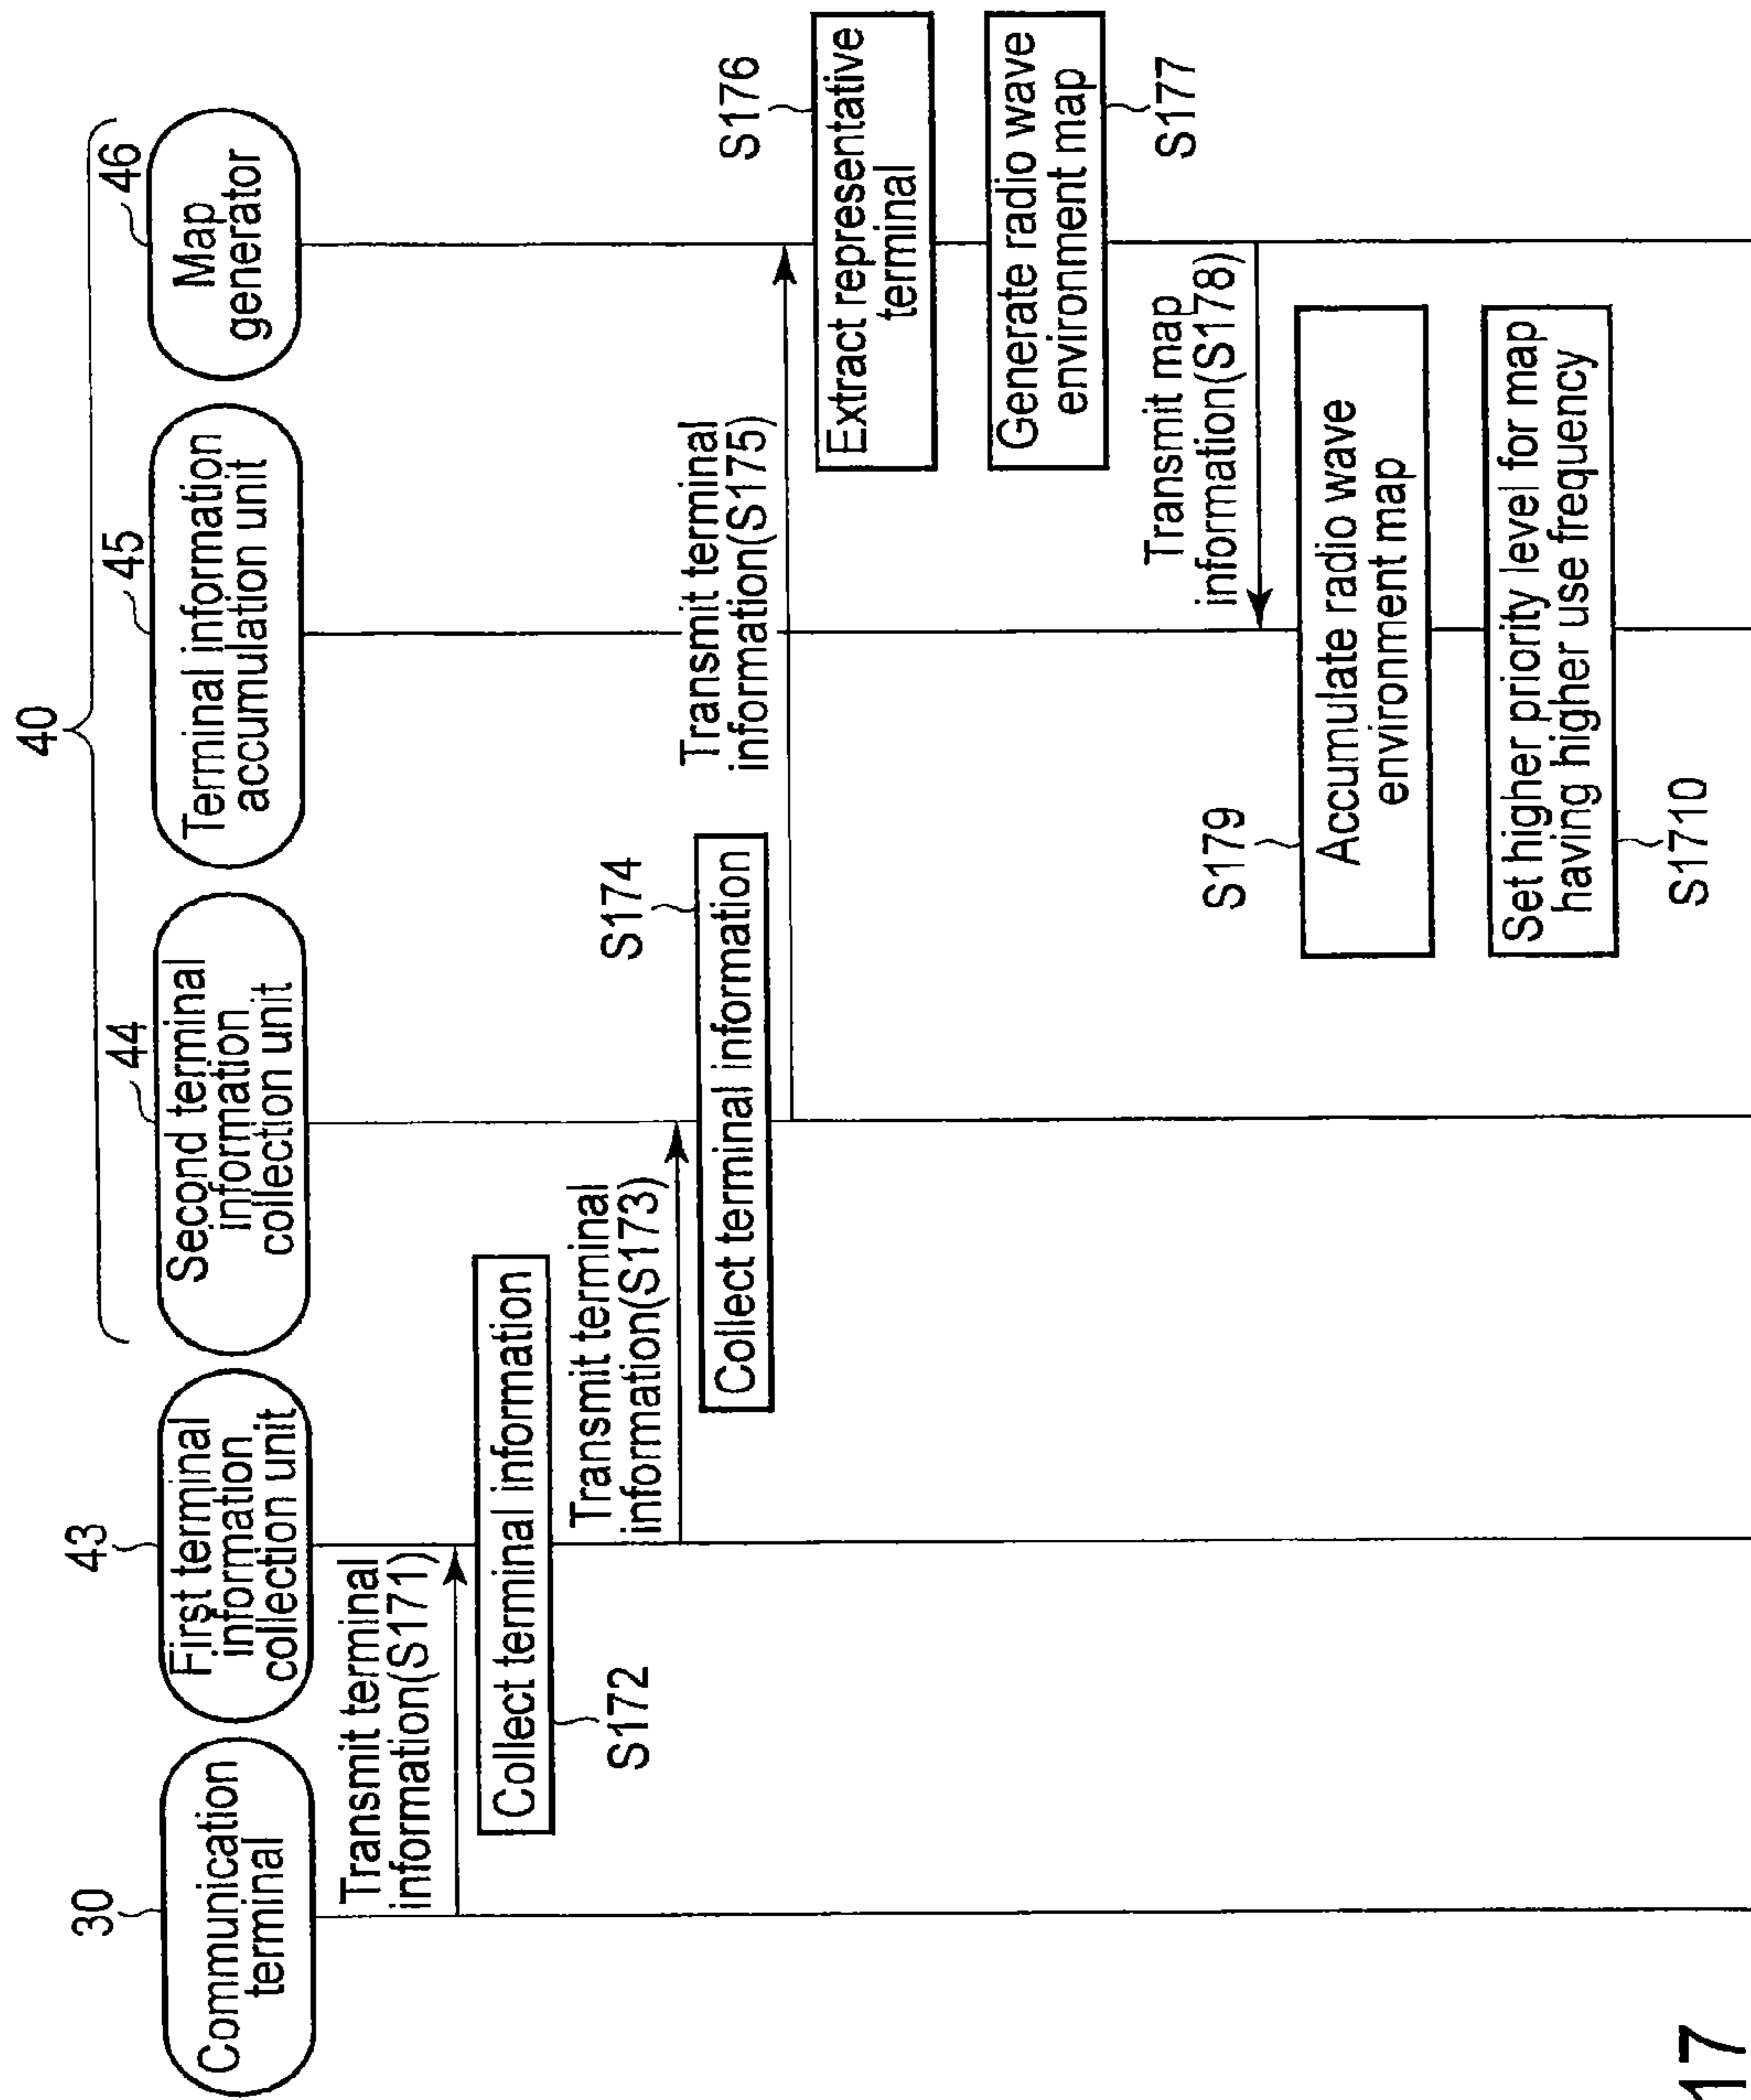 40
30
43
44
45
46
Communication
terminal
First terminal
information
collection unit
Second terminal
information
collection unit
Terminal information
accumulation unit
Map
generator
Transmit terminal
information(S171)
Collect terminal information
S172
Transmit terminal
information(S173)
S174
Collect terminal information
Transmit terminal
information(S175)
S176
Extract representative
terminal
Generate radio wave
environment map
S177
Transmit map
information(S178)
S179
Accumulate radio wave
environment map
Set higher priority level for map
having higher use frequency
S1710
17